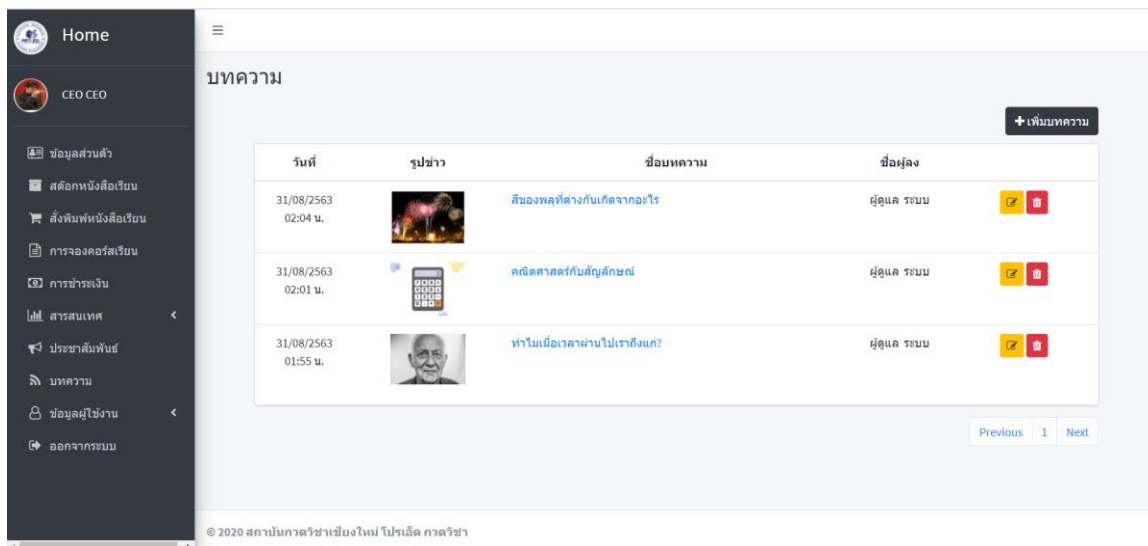 Home
CEO CEO
ข้อมูลส่วนตัว
สต๊อกหนังสือเรียน
สั่งพิมพ์หนังสือเรียน
การจองคอร์สเรียน
การชำระเงิน
สารสนเทศ
ประชาสัมพันธ์
บทความ
ข้อมูลผู้ใช้งาน
ออกจากระบบ
บทความ
เพิ่มบทความ
วันที่ รูปข่าว ชื่อบทความ ชื่อผู้ลง
31/08/2563 สีของพลุที่ต่างกันเกิดจากอะไร ผู้ดูแล ระบบ
02:04 น.
31/08/2563 คณิตศาสตร์กับสัญลักษณ์ ผู้ดูแล ระบบ
02:01 น.
31/08/2563 ทำไมเมื่อเวลาผ่านไปเราถึงแก่? ผู้ดูแล ระบบ
01:55 น.
Previous 1 Next
© 2020 สถาบันกวดวิชาเชียงใหม่ โปรเอ็ด กวดวิชา